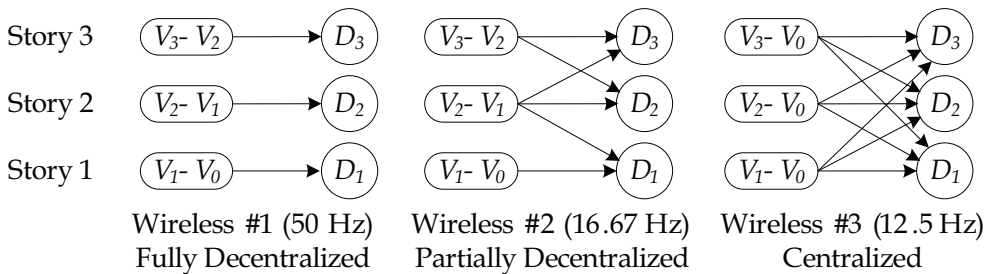 Story 3 V3- V2 D3 V3- V2 D3 V3- V0 D3
Story 2 V2- V1 D2 V2- V1 D2 V2- V0 D2
Story 1 V1- V0 D1 V1- V0 D1 V1- V0 D1
Wireless #1 (50 Hz) Wireless #2 (16.67 Hz) Wireless #3 (12.5 Hz)
Fully Decentralized Partially Decentralized Centralized